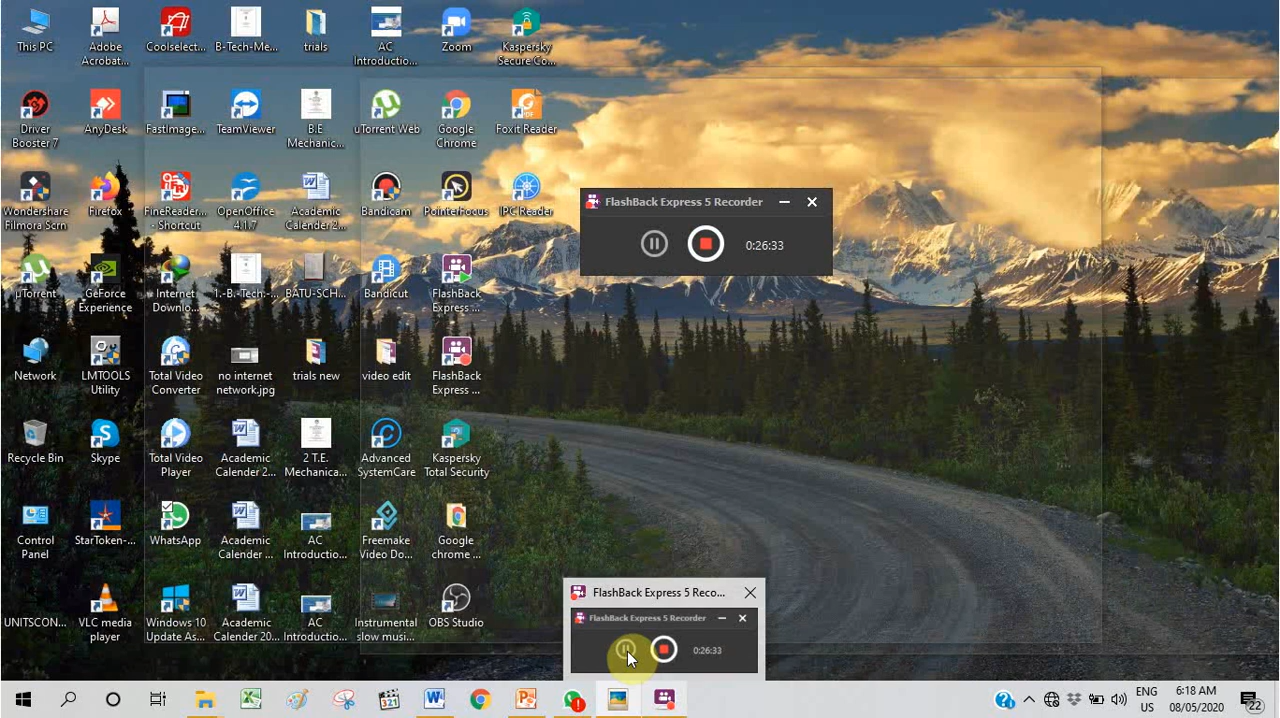 This PC
Adobe
Acrobat...
Coolselect...
B-Tech-Me...
trials
AC
Introductio...
Zoom
Kaspersky
Secure Co...
Driver
Booster 7
AnyDesk
FastImage...
TeamViewer
B.E
Mechanic...
uTorrent Web
Google
Chrome
Foxit Reader
Wondershare
Filmora Scrn
Firefox
FineReader...
- Shortcut
OpenOffice
4.1.7
Academic
Calender 2...
Bandicam
PointerFocus
IPC Reader
FlashBack Express 5 Recorder
0:26:33
µTorrent
GeForce
Experience
Internet
Downlo...
1.-B.-Tech.-...
BATU-SCH...
Bandicut
FlashBack
Express ...
Network
LMTOOLS
Utility
Total Video
Converter
no internet
network.jpg
trials new
video edit
FlashBack
Express ...
Recycle Bin
Skype
Total Video
Player
Academic
Calender 2...
2 T.E.
Mechanica...
Advanced
SystemCare
Kaspersky
Total Security
Control
Panel
StarToken-...
WhatsApp
Academic
Calender ...
AC
Introductio...
Freemake
Video Do...
Google
chrome ...
UNITSCON...
VLC media
player
Windows 10
Update As...
Academic
Calender 20...
AC
Introductio...
Instrumental
slow musi...
OBS Studio
FlashBack Express 5 Reco...
FlashBack Express 5 Recorder
0:26:33
321
ENG
US
6:18 AM
08/05/2020
22